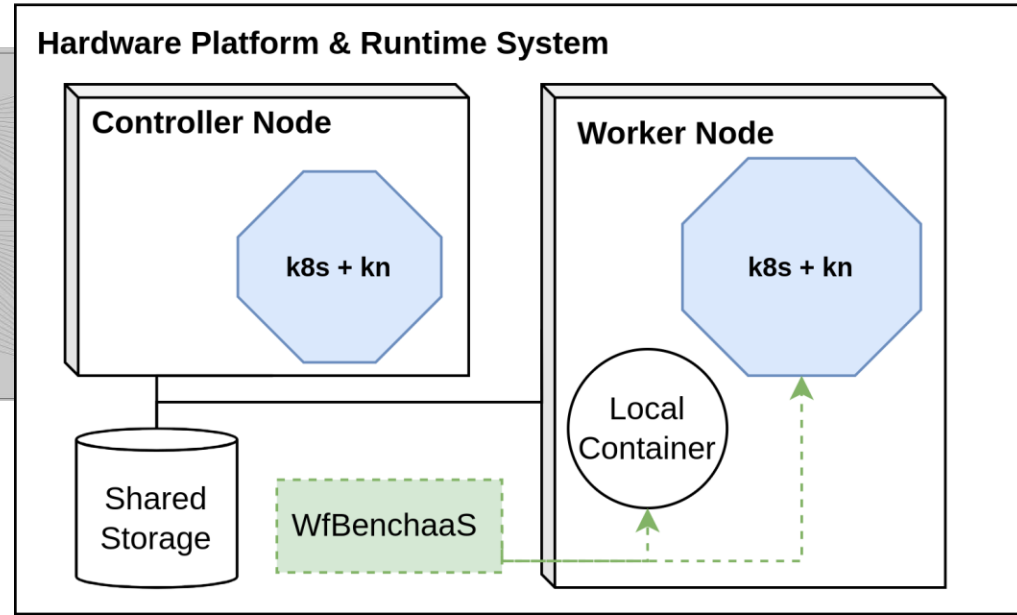 Hardware Platform & Runtime System
Controller Node
k8s + kn
Worker Node
k8s + kn
Local
Container
Shared
Storage
WfBenchaaS